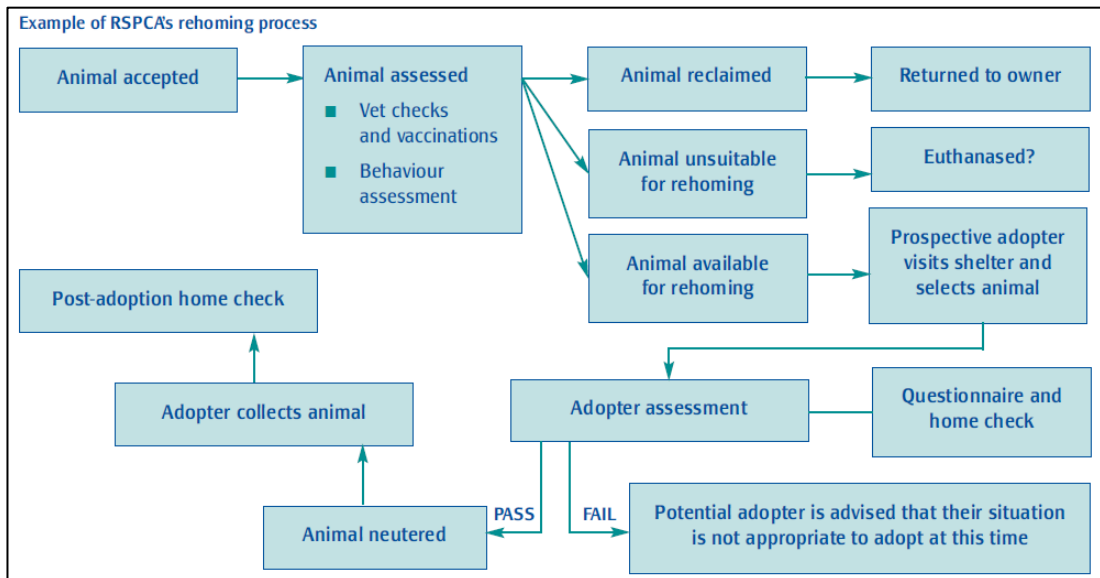 Example of RSPCA's rehoming process
Animal accepted
Animal assessed
■ Vet checks
and vaccinations
■ Behaviour
assessment
Animal reclaimed
Returned to owner
Animal unsuitable
for rehoming
Euthanased?
Animal available
for rehoming
Prospective adopter
visits shelter and
selects animal
Adopter assessment
Questionnaire and
home check
PASS
FAIL
Potential adopter is advised that their situation
is not appropriate to adopt at this time
Animal neutered
Adopter collects animal
Post-adoption home check